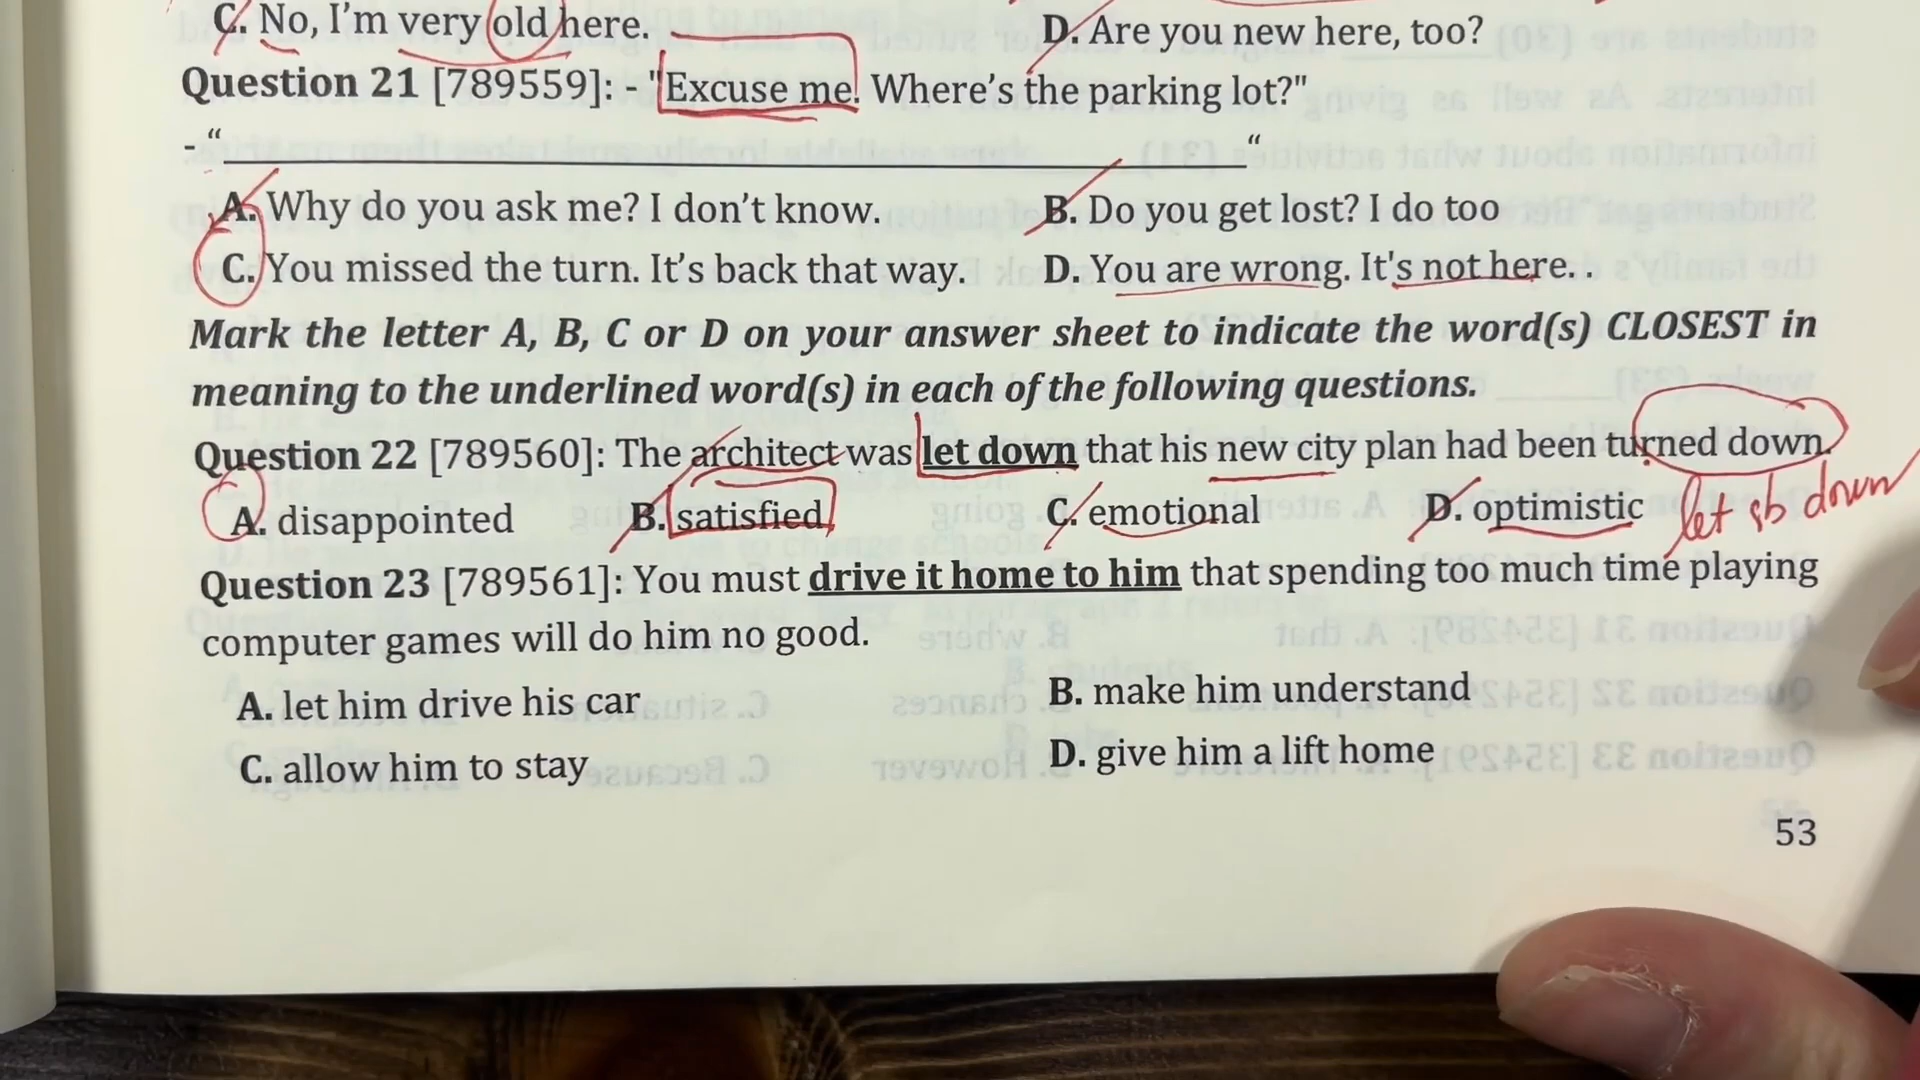 C. No, I'm very old here. D. Are you new here, too?
Question 21 [789559]: - "Excuse me. Where's the parking lot?"
- “ ____________________ “
A. Why do you ask me? I don't know. B. Do you get lost? I do too
C. You missed the turn. It's back that way. D. You are wrong. It's not here. .
Mark the letter A, B, C or D on your answer sheet to indicate the word(s) CLOSEST in
meaning to the underlined word(s) in each of the following questions.
Question 22 [789560]: The architect was let down that his new city plan had been turned down.
A. disappointed B. satisfied C. emotional D. optimistic
let sb down
Question 23 [789561]: You must drive it home to him that spending too much time playing
computer games will do him no good.
A. let him drive his car B. make him understand
C. allow him to stay D. give him a lift home
53